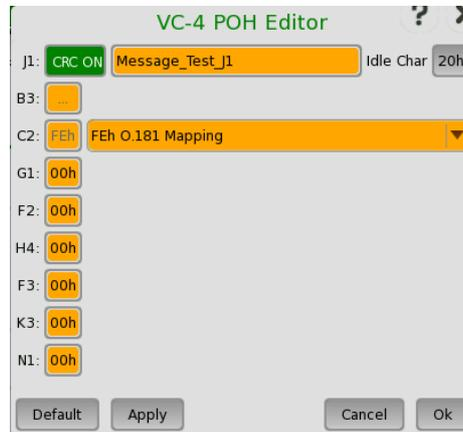 VC-4 POH Editor ?
J1: CRC ON Message_Test_J1 Idle Char 20h
B3: ...
C2: FEh FEh O.181 Mapping
G1: 00h
F2: 00h
H4: 00h
F3: 00h
K3: 00h
N1: 00h
Default Apply Cancel Ok